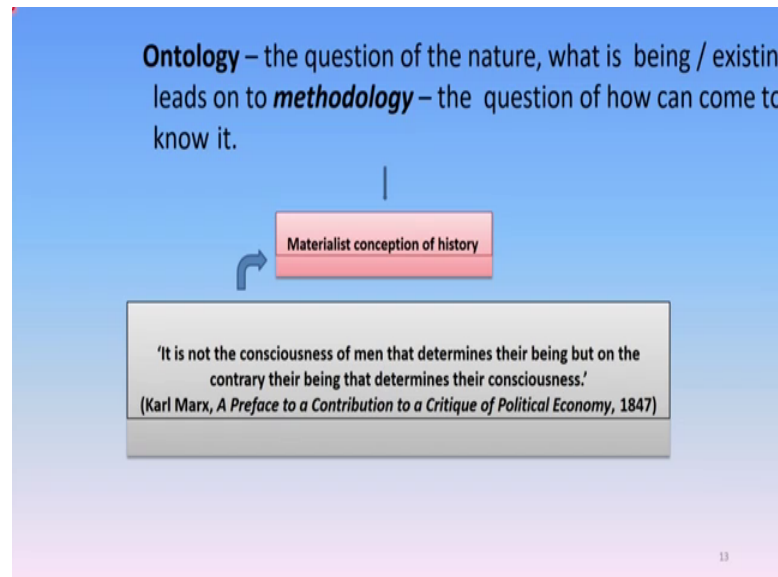 Ontology – the question of the nature, what is being / existin
leads on to methodology – the question of how can come to
know it.
Materialist conception of history
‘It is not the consciousness of men that determines their being but on the
contrary their being that determines their consciousness.’
(Karl Marx, A Preface to a Contribution to a Critique of Political Economy, 1847)
13